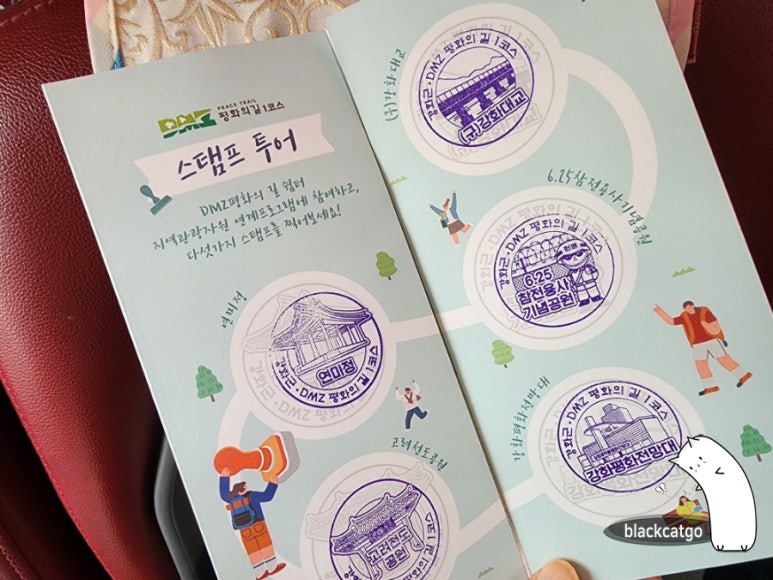 DMZ PEACE TRAIL
평화의길 1코스
스탬프 투어
DMZ평화의 길 쉼터
지역관광자원 연계프로그램에 참여하고,
다섯가지 스탬프를 찍어보세요!
연미정
강화군·DMZ 평화의 길 1코스
연미정
고려천도공원
고려천도
공원
(구)강화대교
강화군·DMZ 평화의 길 1코스
(구)강화대교
6.25참전용사기념공원
강화군·DMZ 평화의 길 1코스
6·25
참전용사
기념공원
강화평화전망대
강화군·DMZ 평화의 길 1코스
강화평화전망대
blackcatgo